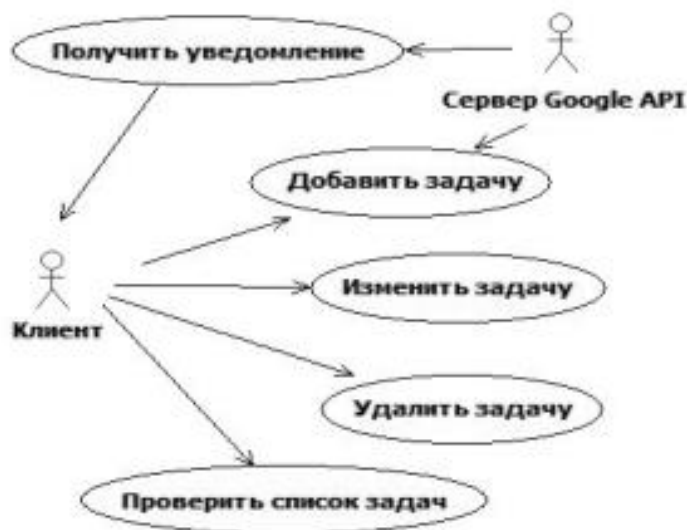 Получить уведомление
Сервер Google API
Добавить задачу
Изменить задачу
Клиент
Удалить задачу
Проверить список задач